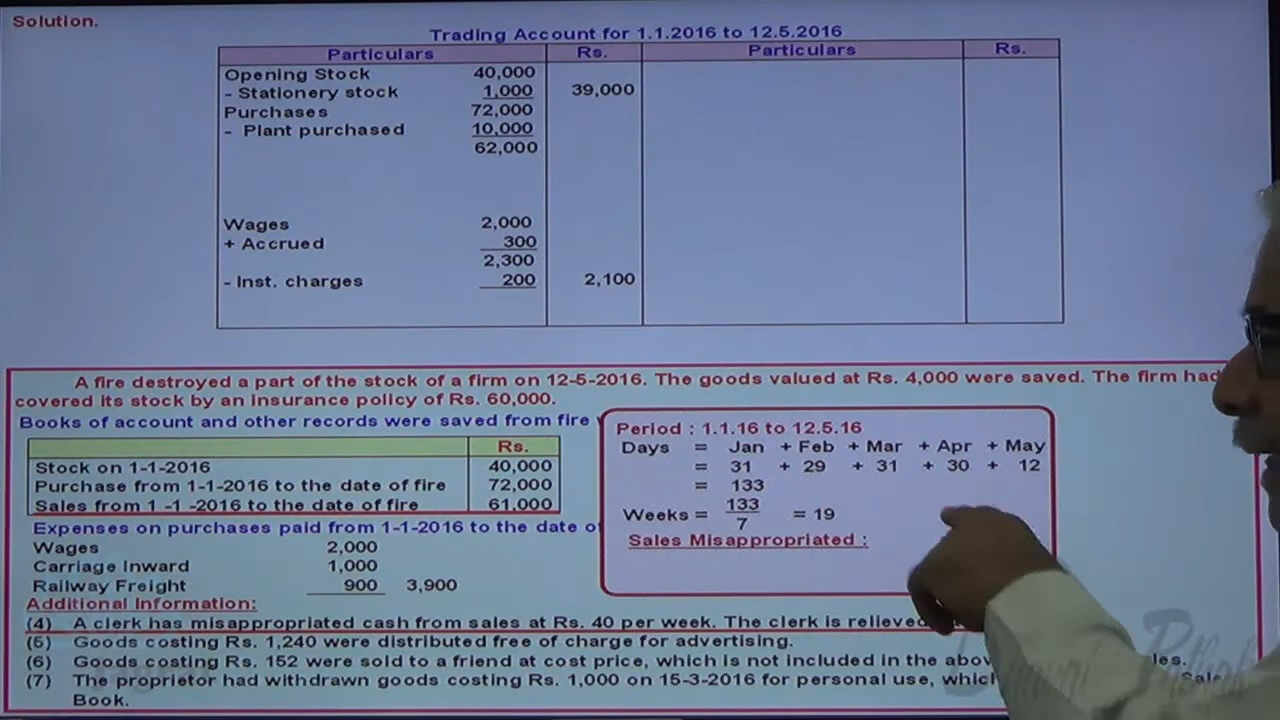 Solution.
Trading Account for 1.1.2016 to 12.5.2016
Particulars Rs. Particulars Rs.
Opening Stock 40,000
- Stationery stock 1,000 39,000
Purchases 72,000
- Plant purchased 10,000
62,000
Wages 2,000
+ Accrued 300
2,300
- Inst. charges 200 2,100
A fire destroyed a part of the stock of a firm on 12-5-2016. The goods valued at Rs. 4,000 were saved. The firm had
covered its stock by an insurance policy of Rs. 60,000.
Books of account and other records were saved from fire
Rs.
Stock on 1-1-2016 40,000
Purchase from 1-1-2016 to the date of fire 72,000
Sales from 1 -1 -2016 to the date of fire 61,000
Expenses on purchases paid from 1-1-2016 to the date
Wages 2,000
Carriage Inward 1,000
Railway Freight 900 3,900
Period : 1.1.16 to 12.5.16
Days = Jan + Feb + Mar + Apr + May
= 31 + 29 + 31 + 30 + 12
= 133
Weeks = 133 / 7 = 19
Sales Misappropriated :
Additional Information:
(4) A clerk has misappropriated cash from sales at Rs. 40 per week. The clerk is
(5) Goods costing Rs. 1,240 were distributed free of charge for advertising.
(6) Goods costing Rs. 152 were sold to a friend at cost price, which is not included in the
(7) The proprietor had withdrawn goods costing Rs. 1,000 on 15-3-2016 for personal use,
Book.